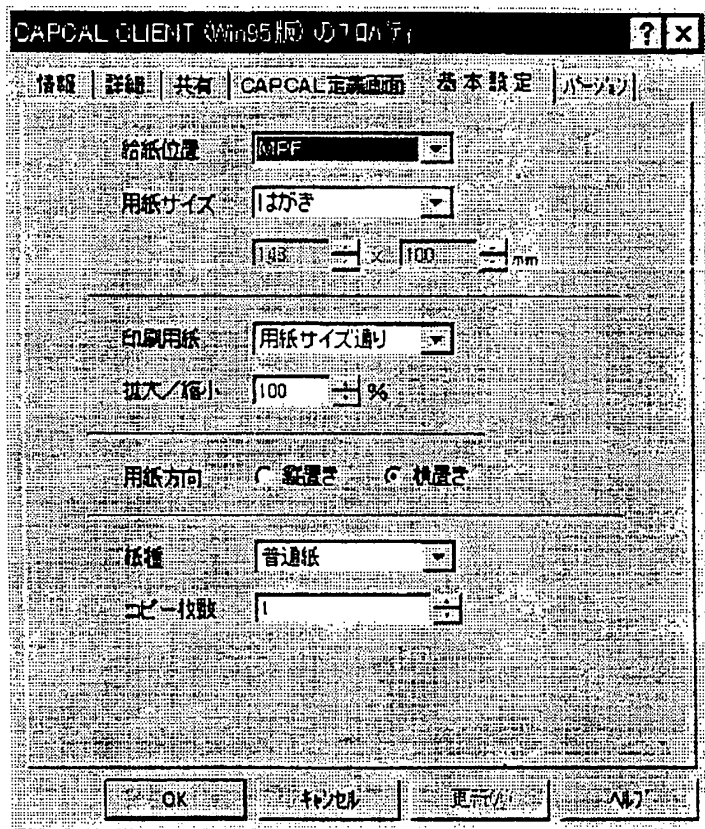 CAPCAL CLIENT (Win95版) のプロパティ
情報 詳細 共有 CAPCAL定義画面 基本設定 バージョン
給紙位置 MPF
用紙サイズ はがき
148 × 100 mm
印刷用紙 用紙サイズ通り
拡大／縮小 100 %
用紙方向 縦置き 横置き
紙種 普通紙
コピー枚数 1
OK キャンセル ヘルプ